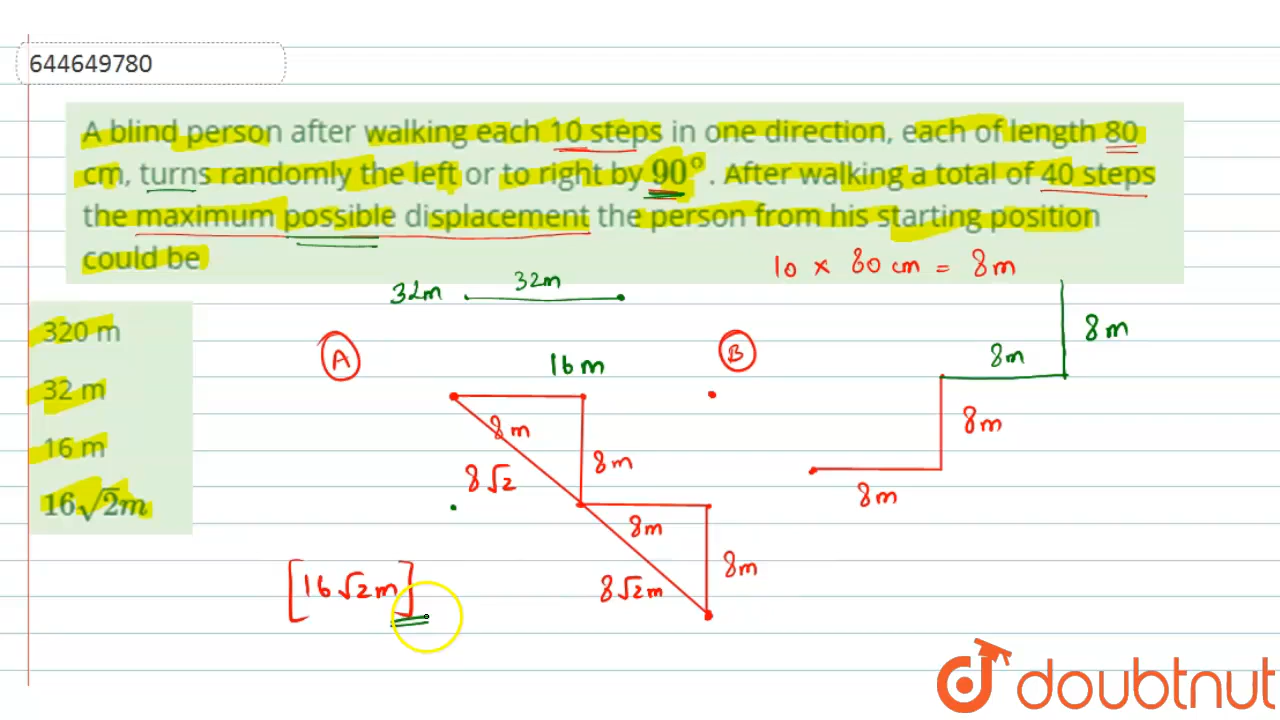 644649780
A blind person after walking each 10 steps in one direction, each of length 80
cm, turns randomly the left or to right by 90° . After walking a total of 40 steps
the maximum possible displacement the person from his starting position
could be
10 × 80 cm = 8m
32m
32m
320 m
32 m
16 m
16√2m
A
16m
8m
8m
8√2
8m
8m
8√2m
[16√2m]
B
8m
8m
8m
8m
doubtnut